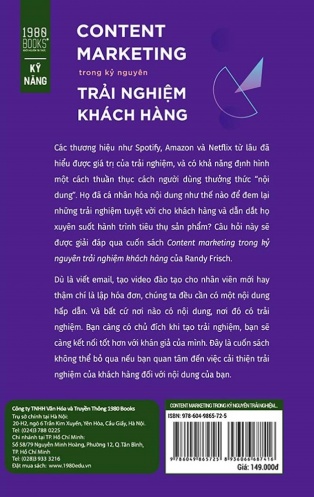 1980
BOOKS
KỸ
NĂNG
CONTENT
MARKETING
trong kỷ nguyên
TRẢI NGHIỆM
KHÁCH HÀNG
Các thương hiệu như Spotify, Amazon và Netflix từ lâu đã
hiểu được giá trị của trải nghiệm, và có khả năng định hình
một cách thuần thục cách người dùng thưởng thức "nội
dung". Họ đã cá nhân hóa nội dung như thế nào để đem lại
những trải nghiệm tuyệt vời cho khách hàng và dẫn dắt họ
xuyên suốt hành trình tiêu thụ sản phẩm? Câu hỏi này sẽ
được giải đáp qua cuốn sách Content marketing trong kỷ
nguyên trải nghiệm khách hàng của Randy Frisch.
Dù là viết email, tạo video đào tạo cho nhân viên mới hay
thậm chí là lập hóa đơn, chúng ta đều cần có một nội dung
hấp dẫn. Và bất cứ nơi nào có nội dung, nơi đó có trải
nghiệm. Bạn càng có chủ đích khi tạo trải nghiệm, bạn sẽ
càng kết nối tốt hơn với khán giả của mình. Đây là cuốn sách
không thể bỏ qua nếu bạn quan tâm đến việc cải thiện trải
nghiệm của khách hàng đối với nội dung của bạn.
Công ty TNHH Văn Hóa và Truyền Thông 1980 Books
Trụ sở chính tại Hà Nội:
20-H2, ngõ 6 Trần Kim Xuyến, Yên Hòa, Cầu Giấy, Hà Nội
Tel: (024)3 788 0225
Chi nhánh tại TP. Hồ Chí Minh:
Số 58/79 Nguyễn Minh Hoàng, Phường 12, Q.Tân Bình,
TP. Hồ Chí Minh
Tel: (028)3 933 3216
Đặt mua sách: www.1980edu.vn
CONTENT MARKETING TRONG KỶ NGUYÊN TRẢI NGHIỆM...
ISBN: 978-604-9865-72-5
9 786049 865725
8 936066 687416
Giá: 149.000đ